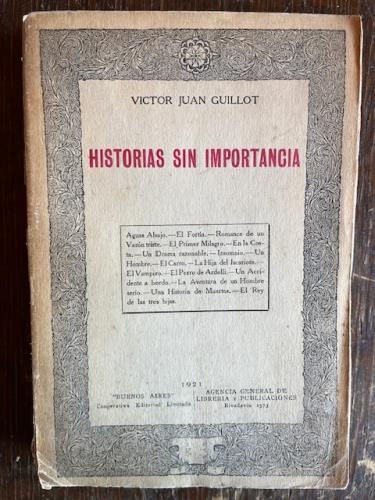 VICTOR JUAN GUILLOT
HISTORIAS SIN IMPORTANCIA
Aguas Abajo.—El Fortín.—Romance de un
Varón triste.—El Primer Milagro.—En la Cos-
ta.—Un Drama razonable.—Insomnio.—Un
Hombre.—El Carro.—La Hija del
El Vampiro.—El Perro de Ardelli.—Un Acci-
dente a bordo.—La Aventura de un Hombre
serio.—Una Historia de Muertos.—El Rey
de las tres hijas.
1921
"BUENOS AIRES"
Cooperativa Editorial Limitada
AGENCIA GENERAL DE
LIBRERIA y PUBLICACIONES
Rivadavia 1573